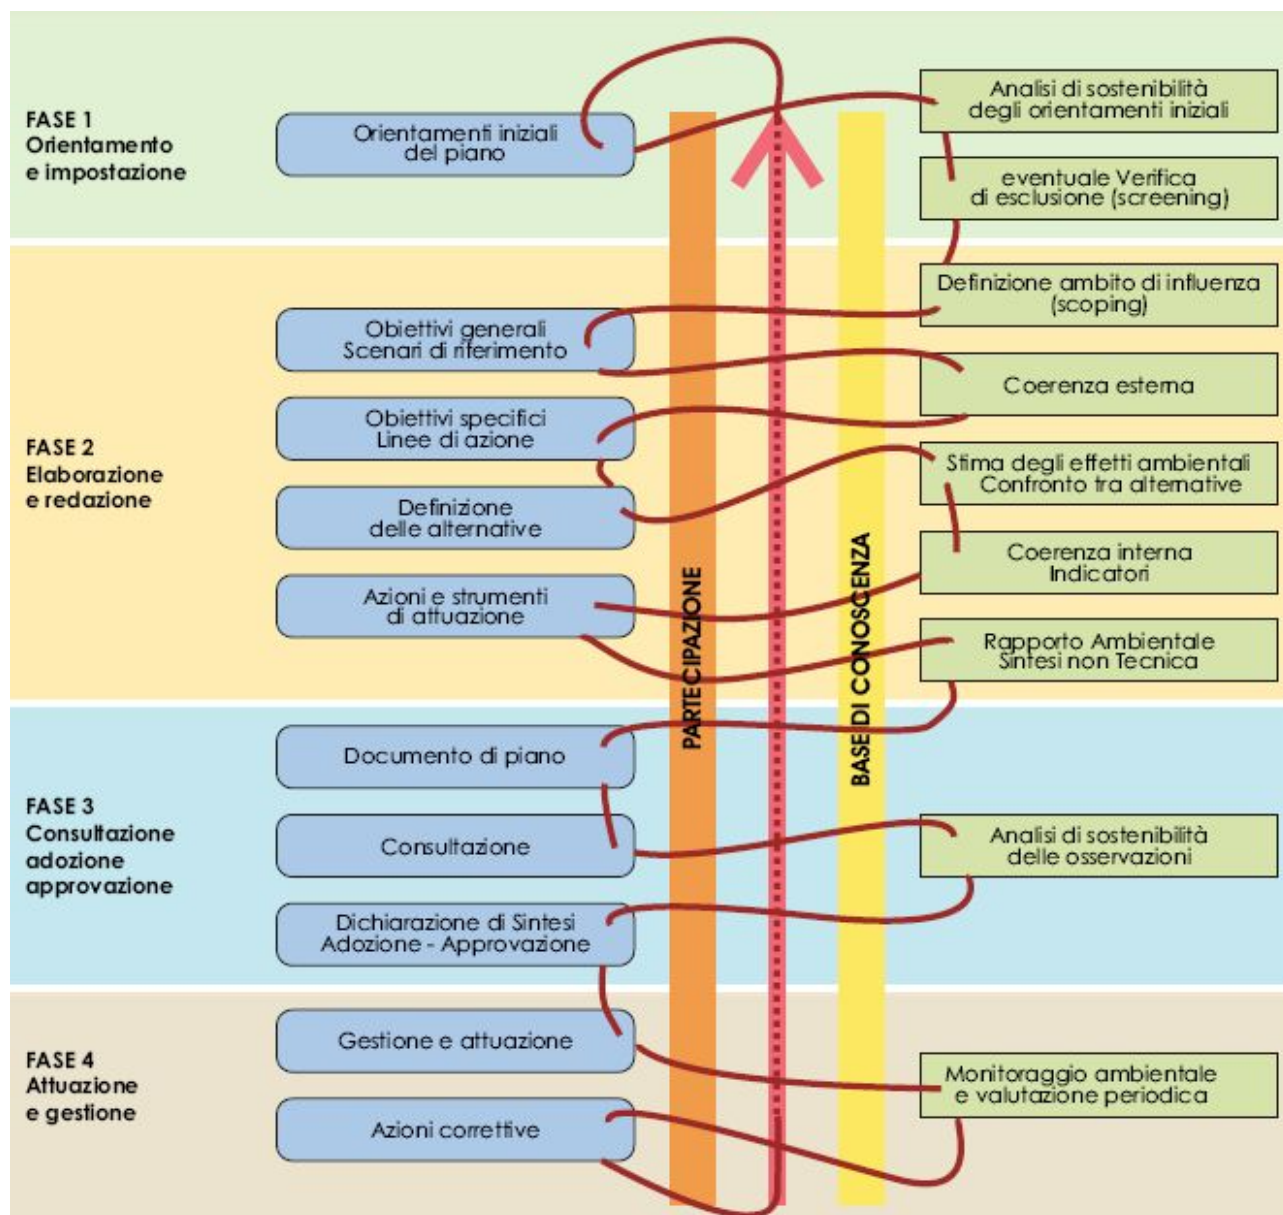 FASE 1
Orientamento
e impostazione
Orientamenti iniziali
del piano
Analisi di sostenibilità
degli orientamenti iniziali
eventuale Verifica
di esclusione (screening)
FASE 2
Elaborazione
e redazione
Definizione ambito di influenza
(scoping)
Obiettivi generali
Scenari di riferimento
Coerenza esterna
Obiettivi specifici
Linee di azione
Stima degli effetti ambientali
Confronto tra alternative
Definizione
delle alternative
Coerenza interna
Indicatori
Azioni e strumenti
di attuazione
Rapporto Ambientale
Sintesi non Tecnica
PARTECIPAZIONE
BASE DI CONOSCENZA
FASE 3
Consultazione
adozione
approvazione
Documento di piano
Consultazione
Analisi di sostenibilità
delle osservazioni
Dichiarazione di Sintesi
Adozione - Approvazione
FASE 4
Attuazione
e gestione
Gestione e attuazione
Monitoraggio ambientale
e valutazione periodica
Azioni correttive